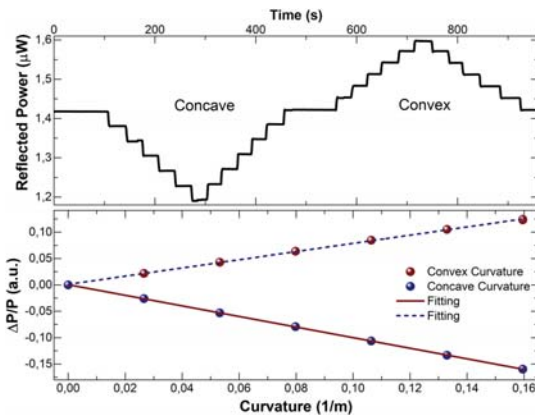 Time (s)
0 200 400 600 800
1,6
1,5
1,4
1,3
1,2
Reflected Power (μW)
Concave
Convex
0,10
0,05
0,00
-0,05
-0,10
-0,15
ΔP/P (a.u.)
Convex Curvature
Concave Curvature
Fitting
Fitting
0,00 0,02 0,04 0,06 0,08 0,10 0,12 0,14 0,16
Curvature (1/m)